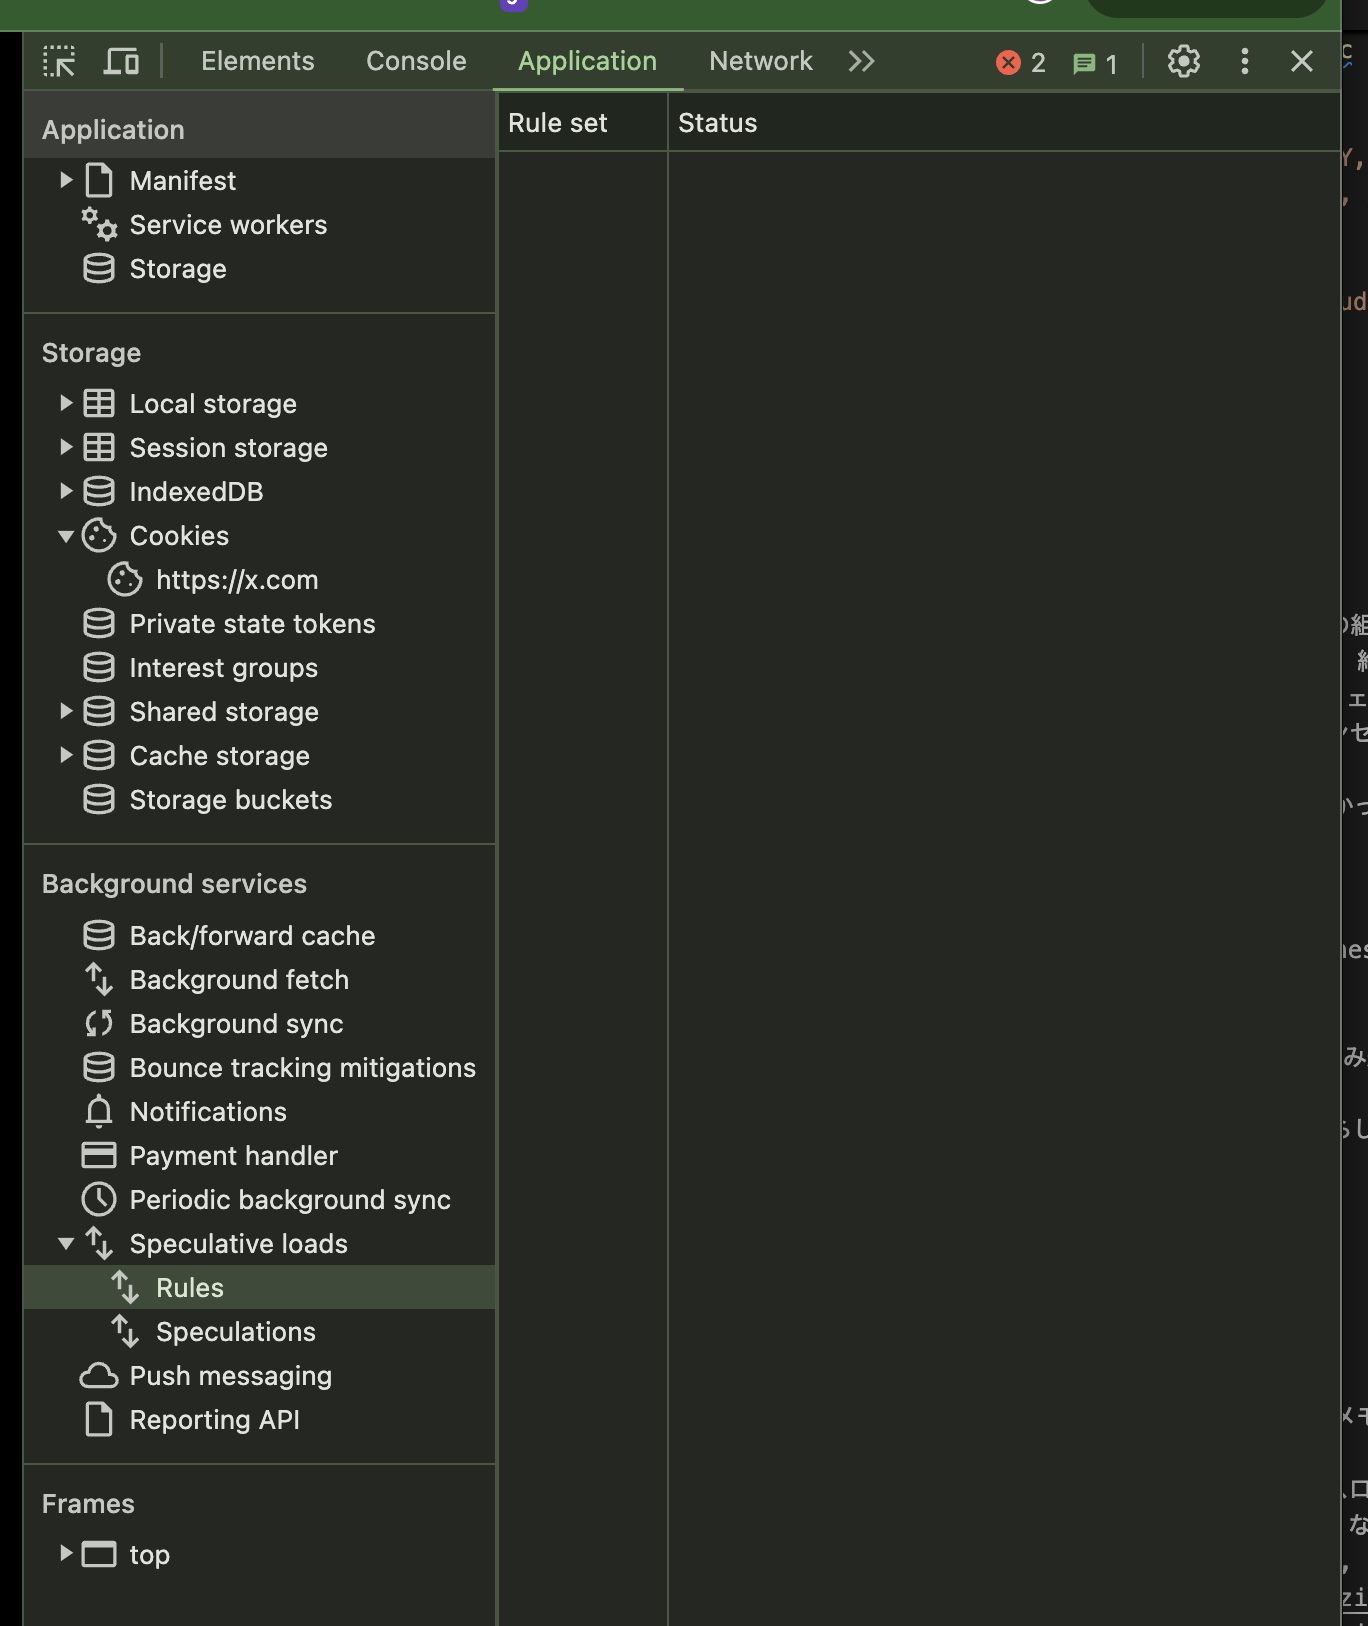 Elements Console Application Network 2 1
Application
Manifest
Service workers
Storage
Storage
Local storage
Session storage
IndexedDB
Cookies
https://x.com
Private state tokens
Interest groups
Shared storage
Cache storage
Storage buckets
Background services
Back/forward cache
Background fetch
Background sync
Bounce tracking mitigations
Notifications
Payment handler
Periodic background sync
Speculative loads
Rules
Speculations
Push messaging
Reporting API
Frames
top
Rule set Status